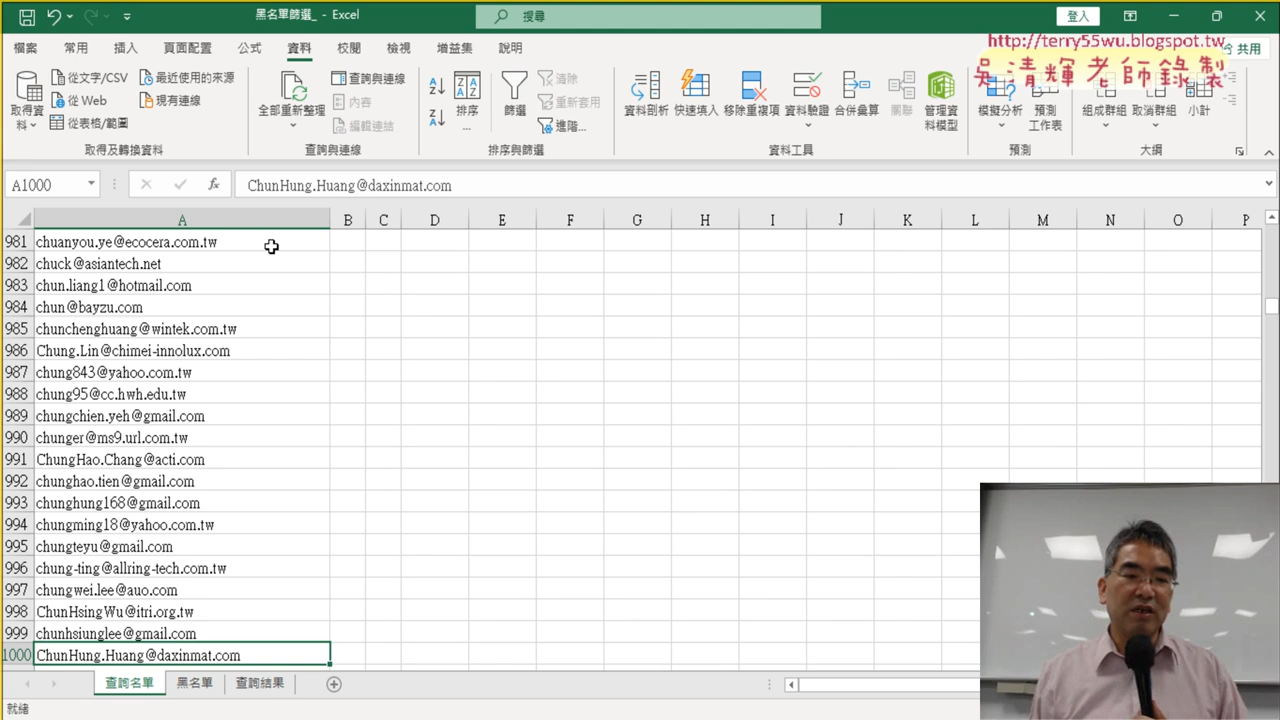 黑名單篩選_ - Excel
搜尋
登入
檔案 常用 插入 頁面配置 公式 資料 校閱 檢視 增益集 說明
共用
http://terry55wu.blogspot.tw
吳清輝老師錄製
取得資料
從文字/CSV
從 Web
從表格/範圍
最近使用的來源
現有連線
取得及轉換資料
全部重新整理
查詢與連線
內容
編輯連結
查詢與連線
排序
...
篩選
清除
重新套用
進階...
排序與篩選
資料剖析 快速填入 移除重複項 資料驗證 合併彙算 關聯 管理資料模型
資料工具
模擬分析 預測工作表
預測
組成群組 取消群組 小計
大綱
A1000 fx ChunHung.Huang@daxinmat.com
A B C D E F G H I J K L M N O P
981 chuanyou.ye@ecocera.com.tw
982 chuck@asiantech.net
983 chun.liang1@hotmail.com
984 chun@bayzu.com
985 chunchenghuang@wintek.com.tw
986 Chung.Lin@chimei-innolux.com
987 chung843@yahoo.com.tw
988 chung95@cc.hwh.edu.tw
989 chungchien.yeh@gmail.com
990 chunger@ms9.url.com.tw
991 ChungHao.Chang@acti.com
992 chunghao.tien@gmail.com
993 chunghung168@gmail.com
994 chungming18@yahoo.com.tw
995 chungteyu@gmail.com
996 chung-ting@allring-tech.com.tw
997 chungwei.lee@auo.com
998 ChunHsingWu@itri.org.tw
999 chunhsiunglee@gmail.com
1000 ChunHung.Huang@daxinmat.com
查詢名單 黑名單 查詢結果
就緒